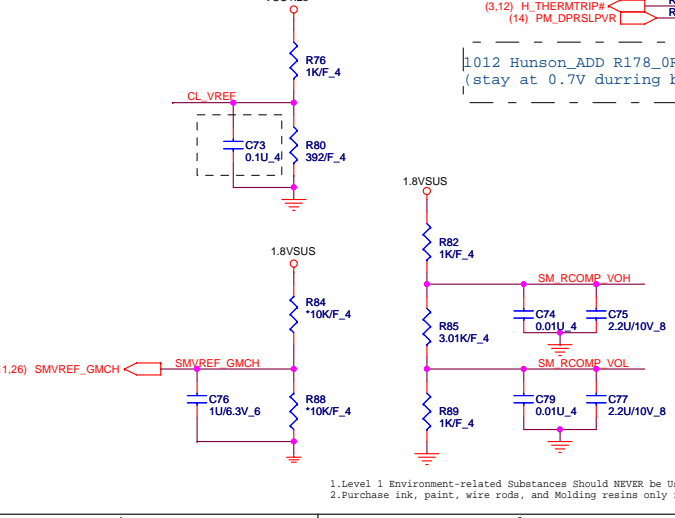 (3,12) H_THERMTRIP#
(14) PM_DPRSLPVR
R76
1K/F_4
1012 Hunson_ADD R178_0
(stay at 0.7V durring
CL_VREF
C73
0.1U_4
R80
392/F_4
1.8VSUS
R82
1K/F_4
1.8VSUS
SM_RCOMP_VOH
R84
*10K/F_4
C74
0.01U_4
C75
2.2U/10V_8
R85
3.01K/F_4
1,26) SMVREF_GMCH
SMVREF_GMCH
SM_RCOMP_VOL
C76
1U/6.3V_6
R88
*10K/F_4
R89
1K/F_4
C79
0.01U_4
C77
2.2U/10V_8
1.Level 1 Environment-related Substances Should NEVER be
2.Purchase ink, paint, wire rods, and Molding resins only